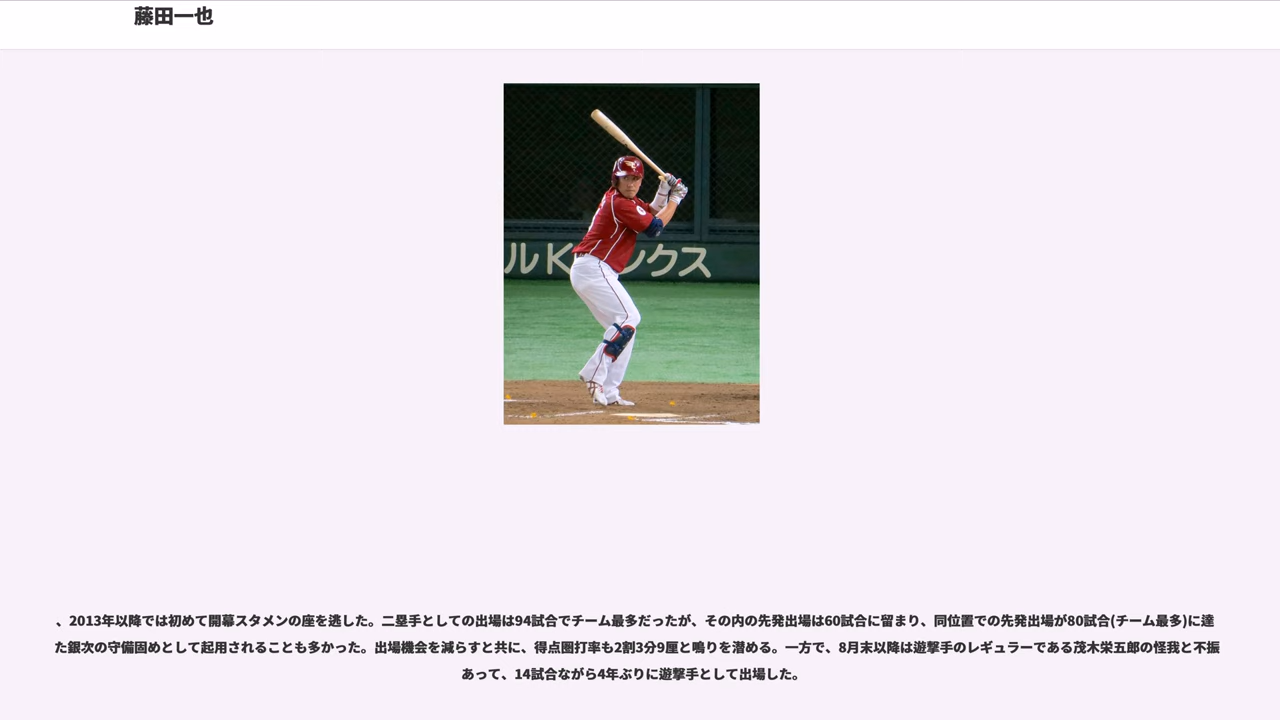 藤田一也
ルK ンクス
、2013年以降では初めて開幕スタメンの座を逃した。二塁手としての出場は94試合でチーム最多だったが、その内の先発出場は60試合に留まり、同位置での先発出場が80試合(チーム最多)に達
た銀次の守備固めとして起用されることも多かった。出場機会を減らすと共に、得点圏打率も2割3分9厘と鳴りを潜める。一方で、8月末以降は遊撃手のレギュラーである茂木栄五郎の怪我と不振
あって、14試合ながら4年ぶりに遊撃手として出場した。